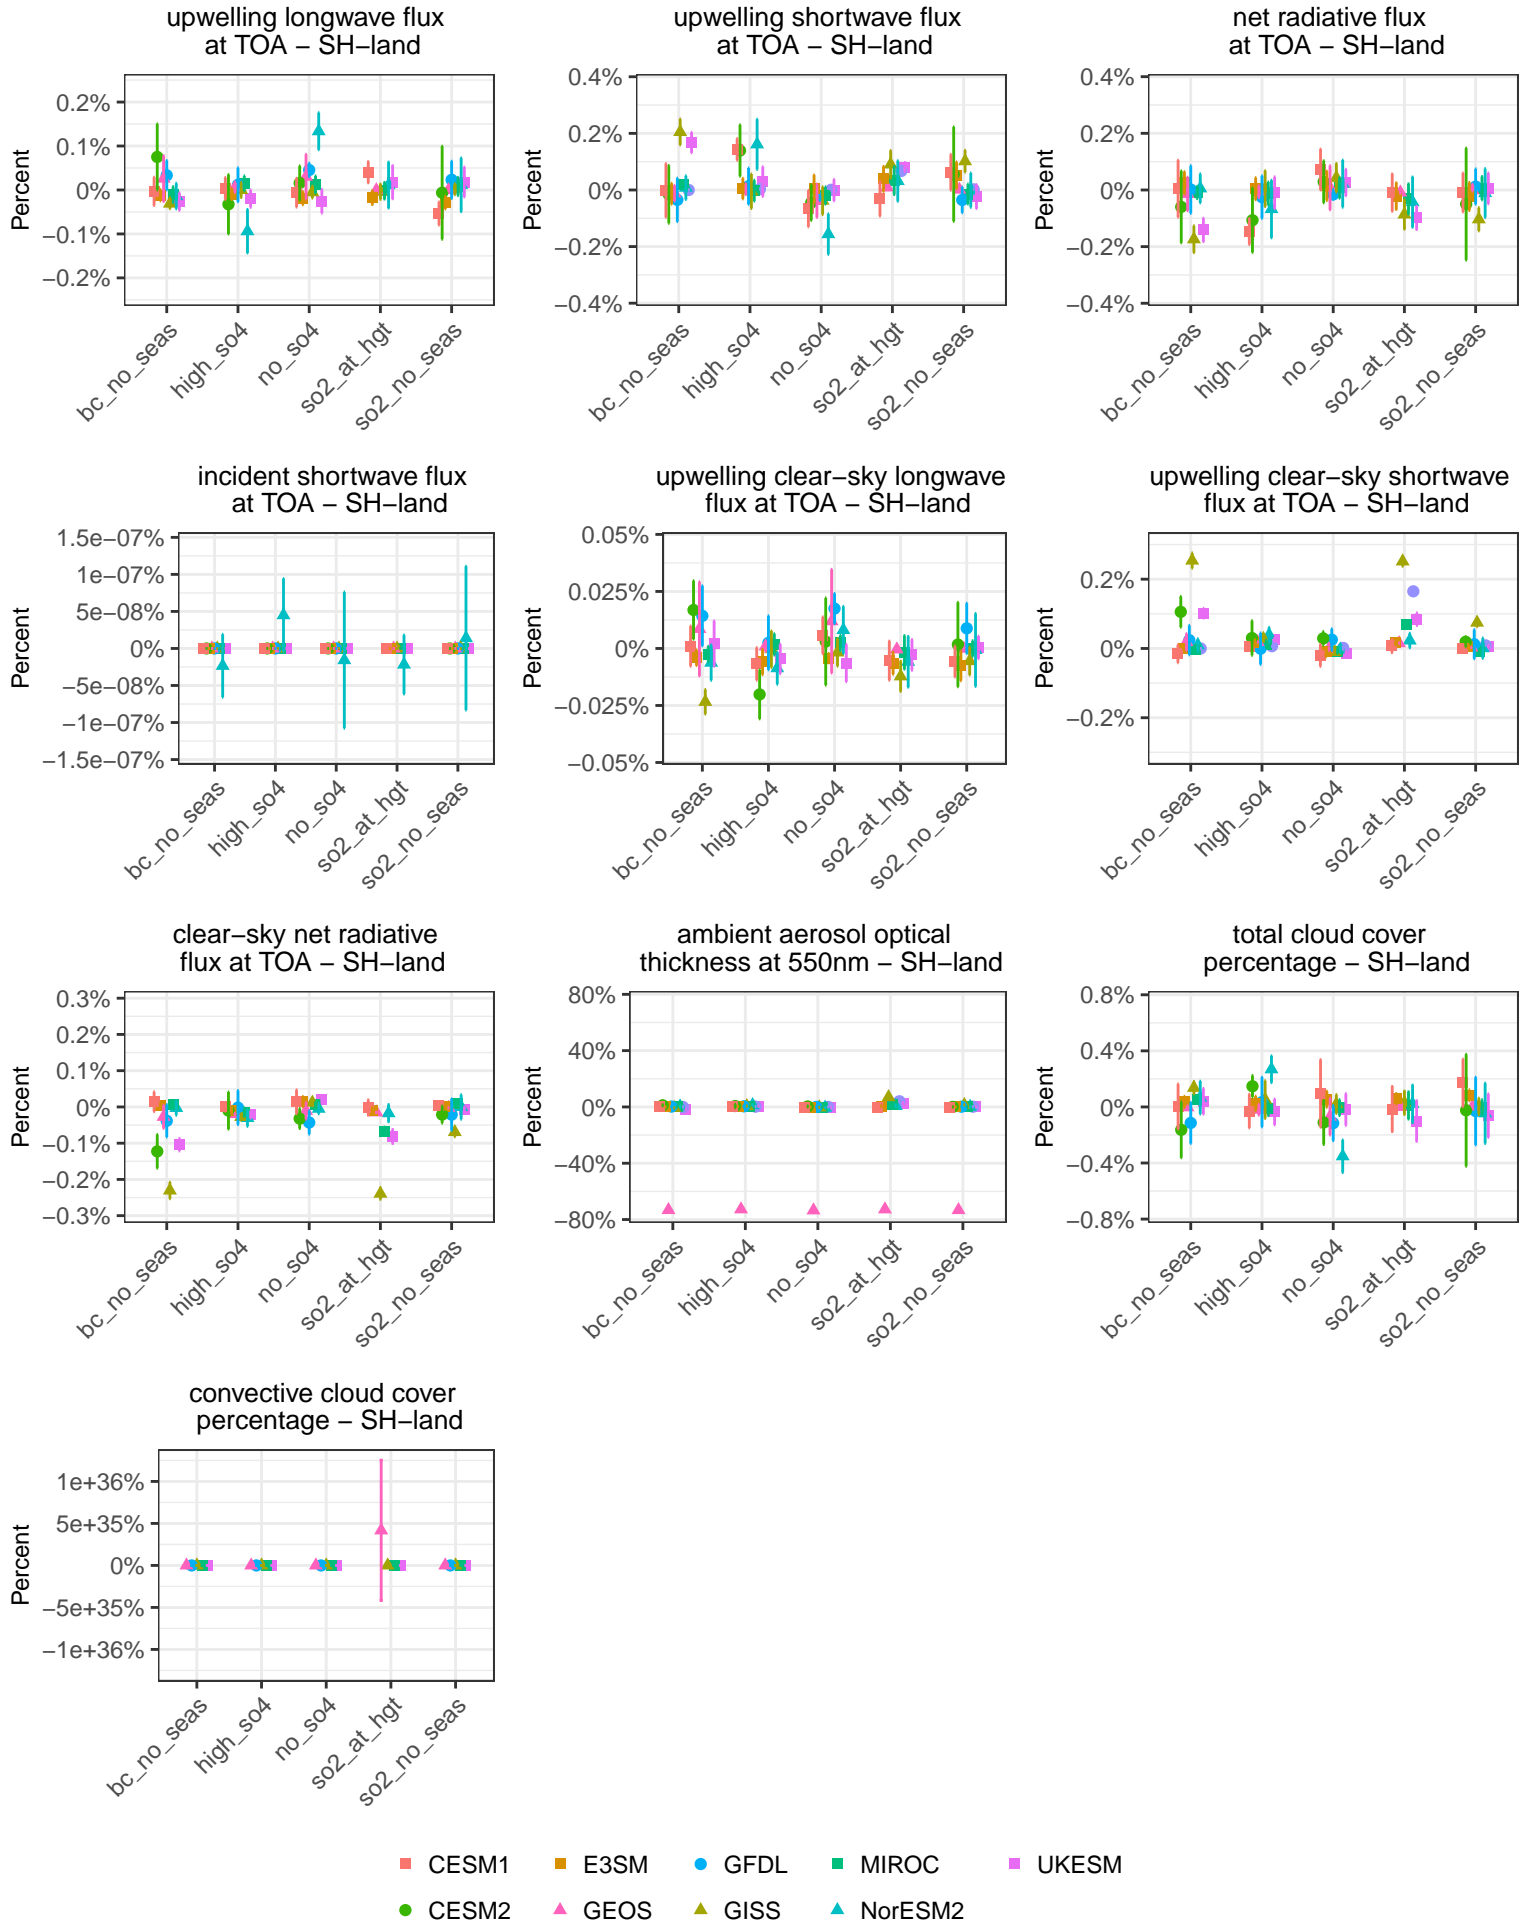 upwelling longwave flux
at TOA − SH−land
Percent
0.2%
0.1%
0%
−0.1%
−0.2%
bc_no_seas
high_so4
no_so4
so2_at_hgt
so2_no_seas
upwelling shortwave flux
at TOA − SH−land
Percent
0.4%
0.2%
0%
−0.2%
−0.4%
bc_no_seas
high_so4
no_so4
so2_at_hgt
so2_no_seas
net radiative flux
at TOA − SH−land
Percent
0.4%
0.2%
0%
−0.2%
−0.4%
bc_no_seas
high_so4
no_so4
so2_at_hgt
so2_no_seas
incident shortwave flux
at TOA − SH−land
Percent
1.5e−07%
1e−07%
5e−08%
0%
−5e−08%
−1e−07%
−1.5e−07%
bc_no_seas
high_so4
no_so4
so2_at_hgt
so2_no_seas
upwelling clear−sky longwave
flux at TOA − SH−land
Percent
0.05%
0.025%
0%
−0.025%
−0.05%
bc_no_seas
high_so4
no_so4
so2_at_hgt
so2_no_seas
upwelling clear−sky shortwave
flux at TOA − SH−land
Percent
0.2%
0%
−0.2%
bc_no_seas
high_so4
no_so4
so2_at_hgt
so2_no_seas
clear−sky net radiative
flux at TOA − SH−land
Percent
0.3%
0.2%
0.1%
0%
−0.1%
−0.2%
−0.3%
bc_no_seas
high_so4
no_so4
so2_at_hgt
so2_no_seas
ambient aerosol optical
thickness at 550nm − SH−land
Percent
80%
40%
0%
−40%
−80%
bc_no_seas
high_so4
no_so4
so2_at_hgt
so2_no_seas
total cloud cover
percentage − SH−land
Percent
0.8%
0.4%
0%
−0.4%
−0.8%
bc_no_seas
high_so4
no_so4
so2_at_hgt
so2_no_seas
convective cloud cover
percentage − SH−land
Percent
1e+36%
5e+35%
0%
−5e+35%
−1e+36%
bc_no_seas
high_so4
no_so4
so2_at_hgt
so2_no_seas
CESM1 E3SM GFDL MIROC UKESM
CESM2 GEOS GISS NorESM2